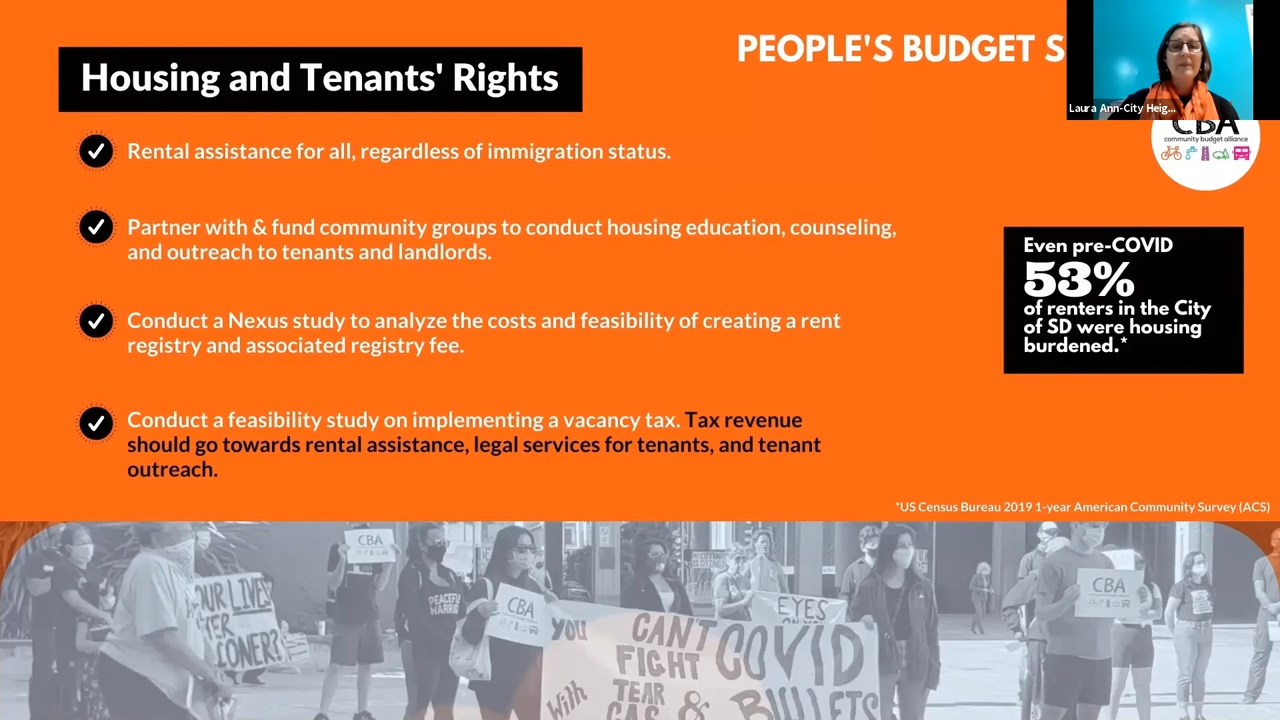 PEOPLE'S BUDGET S
Housing and Tenants' Rights
Laura Ann-City Heig...
CBA
community budget alliance
Rental assistance for all, regardless of immigration status.
Partner with & fund community groups to conduct housing education, counseling,
and outreach to tenants and landlords.
Even pre-COVID
53%
of renters in the City
of SD were housing
burdened.*
Conduct a Nexus study to analyze the costs and feasibility of creating a rent
registry and associated registry fee.
Conduct a feasibility study on implementing a vacancy tax. Tax revenue
should go towards rental assistance, legal services for tenants, and tenant
outreach.
*US Census Bureau 2019 1-year American Community Survey (ACS)
CBA
OUR LIVES
CONER?
PEACEFUL
WARRIO
CBA
EYES
CBA
YOU CAN'T COVID
FIGHT
With TEAR
GAS & BULLETS